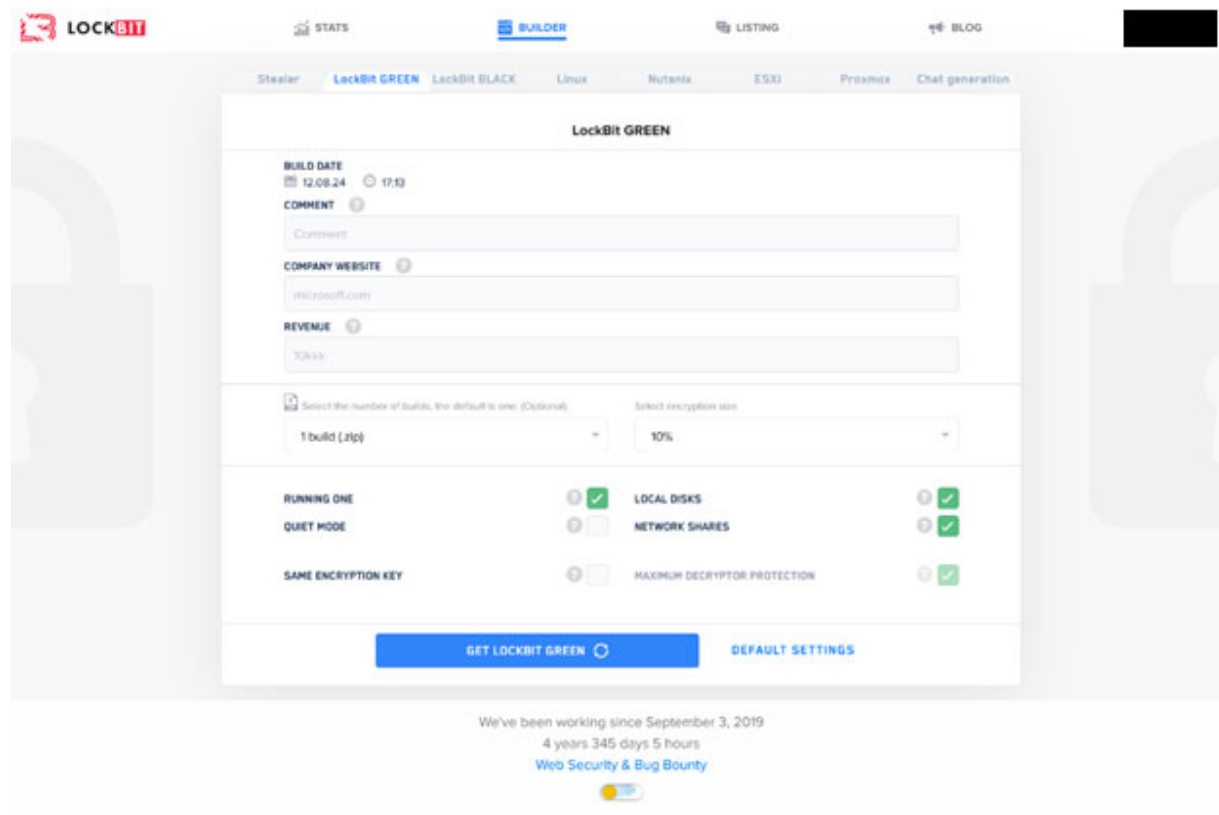 LOCKBIT STATS BUILDER LISTING BLOG
Stealer LockBit GREEN LockBit BLACK Linux Nutanix ESXi Proxmox Chat generation
LockBit GREEN
BUILD DATE
12.08.24 17:13
COMMENT
Comment
COMPANY WEBSITE
microsoft.com
REVENUE
10kkk
Select the number of builds, the default is one. (Optional) Select encryption size
1 build (.zip) 10%
RUNNING ONE LOCAL DISKS
QUIET MODE NETWORK SHARES
SAME ENCRYPTION KEY MAXIMUM DECRYPTOR PROTECTION
GET LOCKBIT GREEN DEFAULT SETTINGS
We've been working since September 3, 2019
4 years 345 days 5 hours
Web Security & Bug Bounty